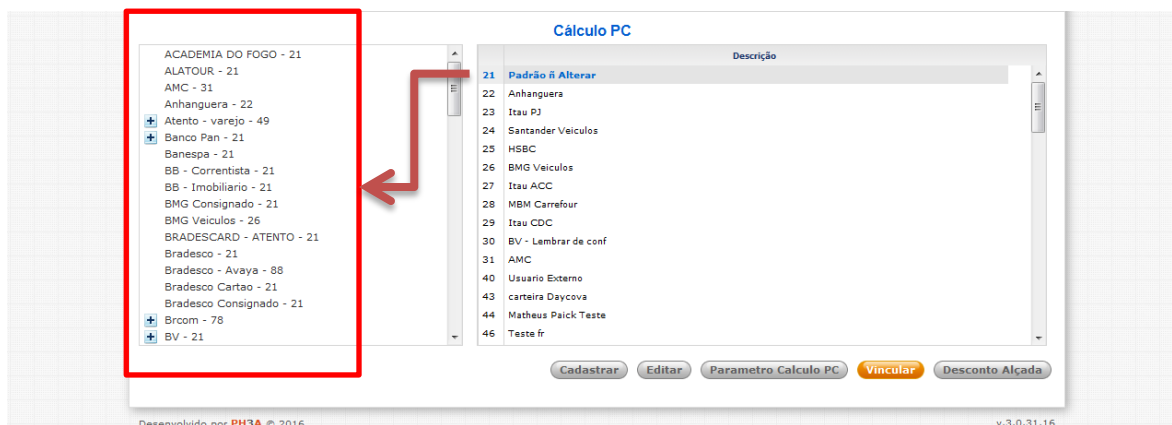 Cálculo PC
ACADEMIA DO FOGO - 21
ALATOUR - 21
AMC - 31
Anhanguera - 22
Atento - varejo - 49
Banco Pan - 21
Banespa - 21
BB - Correntista - 21
BB - Imobiliario - 21
BMG Consignado - 21
BMG Veiculos - 26
BRADESCARD - ATENTO - 21
Bradesco - 21
Bradesco - Avaya - 88
Bradesco Cartao - 21
Bradesco Consignado - 21
Brcom - 78
BV - 21
Descrição
21 Padrão ñ Alterar
22 Anhanguera
23 Itau PJ
24 Santander Veiculos
25 HSBC
26 BMG Veiculos
27 Itau ACC
28 MBM Carrefour
29 Itau CDC
30 BV - Lembrar de conf
31 AMC
40 Usuario Externo
43 carteira Daycova
44 Matheus Paick Teste
46 Teste fr
Cadastrar Editar Parametro Calculo PC Vincular Desconto Alçada
Desenvolvido por PH3A © 2016 v.3.0.31.16